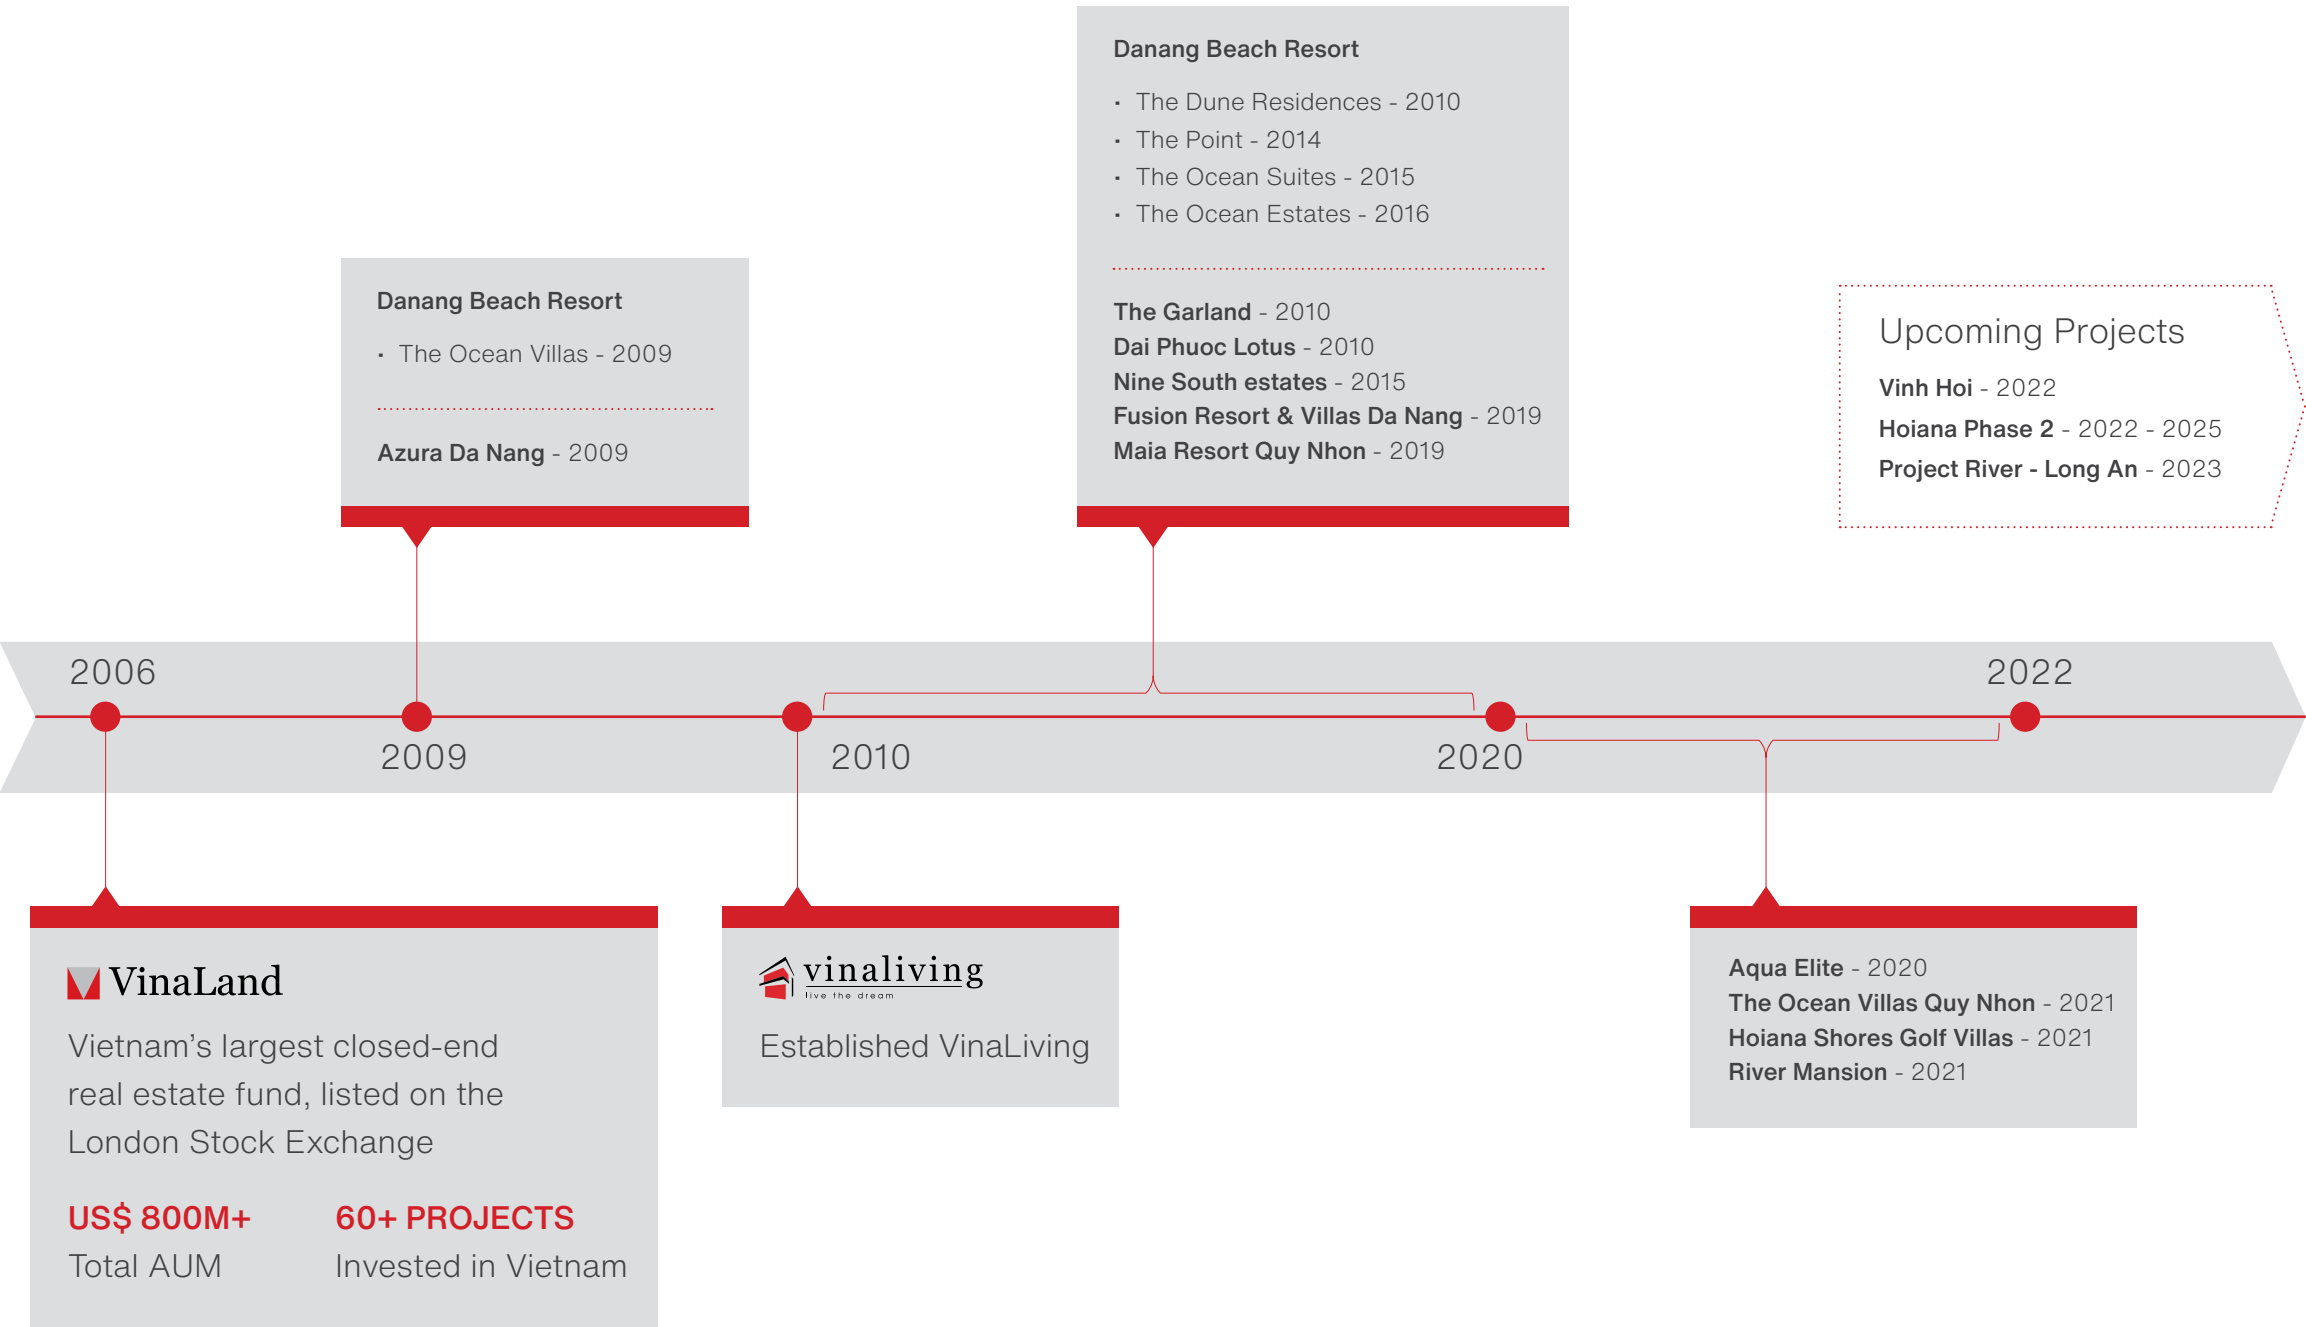 Danang Beach Resort
· The Dune Residences - 2010
· The Point - 2014
· The Ocean Suites - 2015
· The Ocean Estates - 2016
The Garland - 2010
Dai Phuoc Lotus - 2010
Nine South estates - 2015
Fusion Resort & Villas Da Nang - 2019
Maia Resort Quy Nhon - 2019
Danang Beach Resort
· The Ocean Villas - 2009
Azura Da Nang - 2009
Upcoming Projects
Vinh Hoi - 2022
Hoiana Phase 2 - 2022 - 2025
Project River - Long An - 2023
2006
2009
2010
2020
2022
VinaLand
Vietnam’s largest closed-end
real estate fund, listed on the
London Stock Exchange
US$ 800M+
Total AUM
60+ PROJECTS
Invested in Vietnam
vinaliving
live the dream
Established VinaLiving
Aqua Elite - 2020
The Ocean Villas Quy Nhon - 2021
Hoiana Shores Golf Villas - 2021
River Mansion - 2021